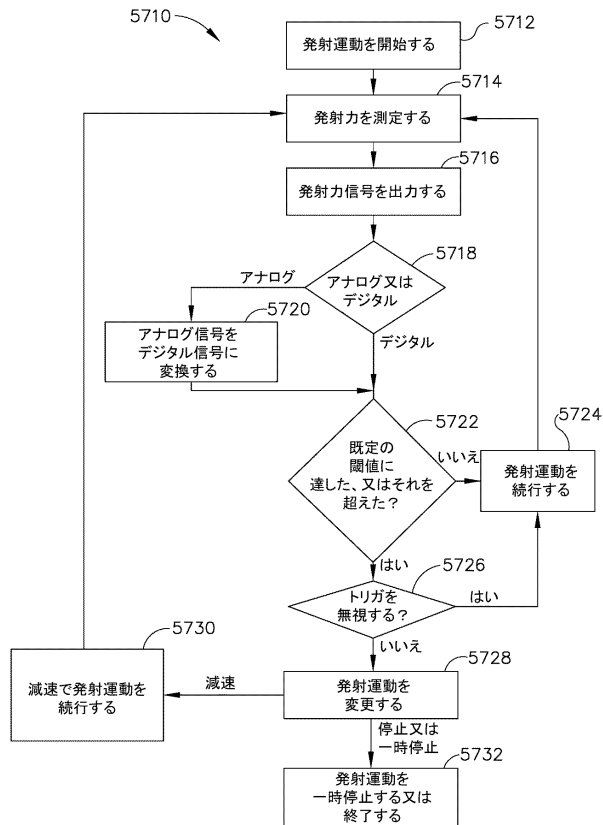 5710
発射運動を開始する
5712
発射力を測定する
5714
発射力信号を出力する
5716
アナログ又は
デジタル
5718
アナログ
アナログ信号を
デジタル信号に
変換する
5720
デジタル
既定の
閾値に
達した、又はそれを
超えた?
5722
いいえ
発射運動を
続行する
5724
はい
トリガを
無視する?
5726
はい
いいえ
発射運動を
変更する
5728
減速
減速で発射運動を
続行する
5730
停止又は
一時停止
発射運動を
一時停止する又は
終了する
5732